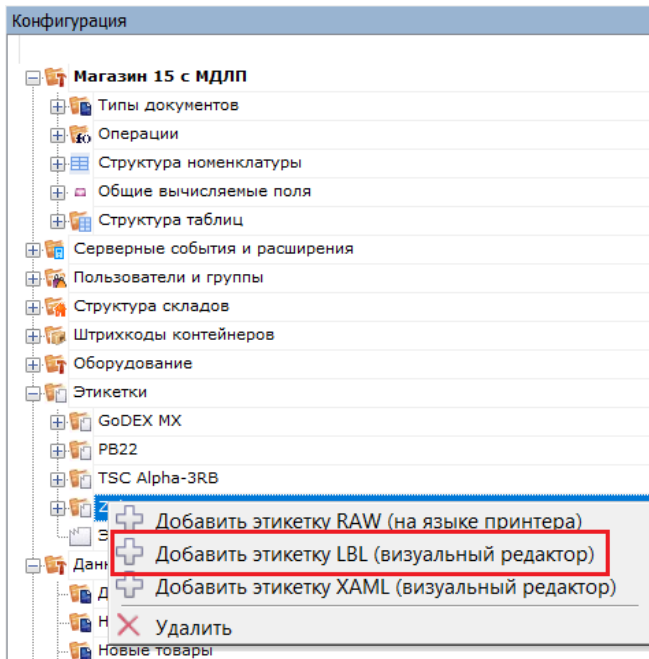 Конфигурация
Магазин 15 с МДЛП
Типы документов
Операции
Структура номенклатуры
Общие вычисляемые поля
Структура таблиц
Серверные события и расширения
Пользователи и группы
Структура складов
Штрихкоды контейнеров
Оборудование
Этикетки
GoDEX MX
PB22
TSC Alpha-3RB
Добавить этикетку RAW (на языке принтера)
Добавить этикетку LBL (визуальный редактор)
Добавить этикетку XAML (визуальный редактор)
Удалить
Новые товары